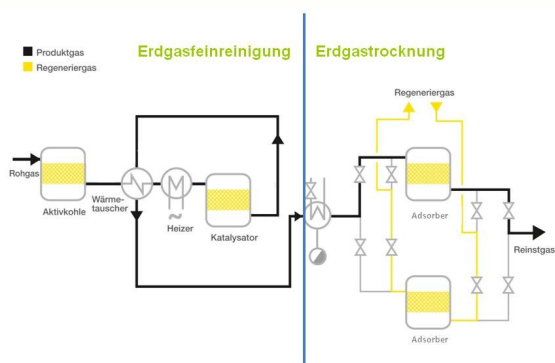 Produktgas
Regeneriergas
Erdgasfeinreinigung
Erdgastrocknung
Regeneriergas
Rohgas
Aktivkohle
Wärme-
tauscher
Heizer
Katalysator
Adsorber
Reinstgas
Adsorber